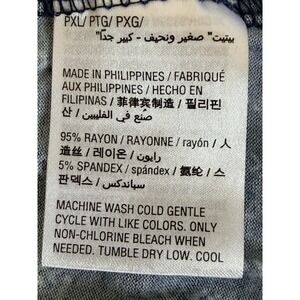 PXL/ PTG/ PXG/
بيتيت" صغير ونحيف - كبير جدًا"
MADE IN PHILIPPINES / FABRIQUÉ
AUX PHILIPPINES / HECHO EN
FILIPINAS / 菲律宾制造 / 필리핀
산 / صُنع في الفلبين
95% RAYON / RAYONNE / rayón / 人
造丝 / 레이온 / رايون
5% SPANDEX / spándex / 氨纶 / 스
판덱스 / سباندكس
MACHINE WASH COLD GENTLE
CYCLE WITH LIKE COLORS. ONLY
NON-CHLORINE BLEACH WHEN
NEEDED. TUMBLE DRY LOW. COOL